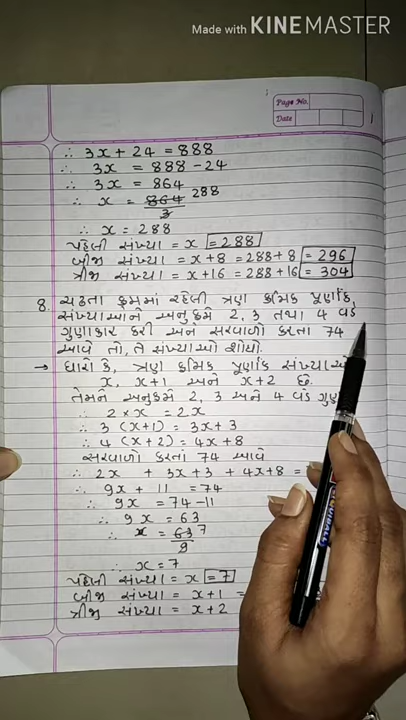 Made with KINEMASTER
Page No.
Date
∴ 3x + 24 = 888
∴ 3x = 888 - 24
∴ 3x = 864
∴ x = 864 288
3
∴ x = 288
પહેલી સંખ્યા = x = 288
બીજી સંખ્યા = x + 8 = 288 + 8 = 296
ત્રીજી સંખ્યા = x + 16 = 288 + 16 = 304
8. ચઢતા ક્રમમાં રહેલી ત્રણ ક્રમિક પૂર્ણાંક
સંખ્યાઓને અનુક્રમે 2, 3 તથા 4 વડે
ગુણાકાર કરી અને સરવાળો કરતા 74
આવે તો, તે સંખ્યાઓ શોધો.
→ ધારો કે, ત્રણ ક્રમિક પૂર્ણાંક
x, x+1 અને x+2 છે.
તેમને અનુક્રમે 2, 3 અને 4 વડે
∴ 2 × x = 2x
∴ 3 (x+1) = 3x + 3
∴ 4 (x+2) = 4x + 8
સરવાળો કરતાં 74 આવે
∴ 2x + 3x + 3 + 4x + 8 =
∴ 9x + 11 = 74
∴ 9x = 74 - 11
∴ 9x = 63
∴ x = 63 7
9
∴ x = 7
પહેલી સંખ્યા = x = 7
બીજી સંખ્યા = x + 1 =
ત્રીજી સંખ્યા = x + 2